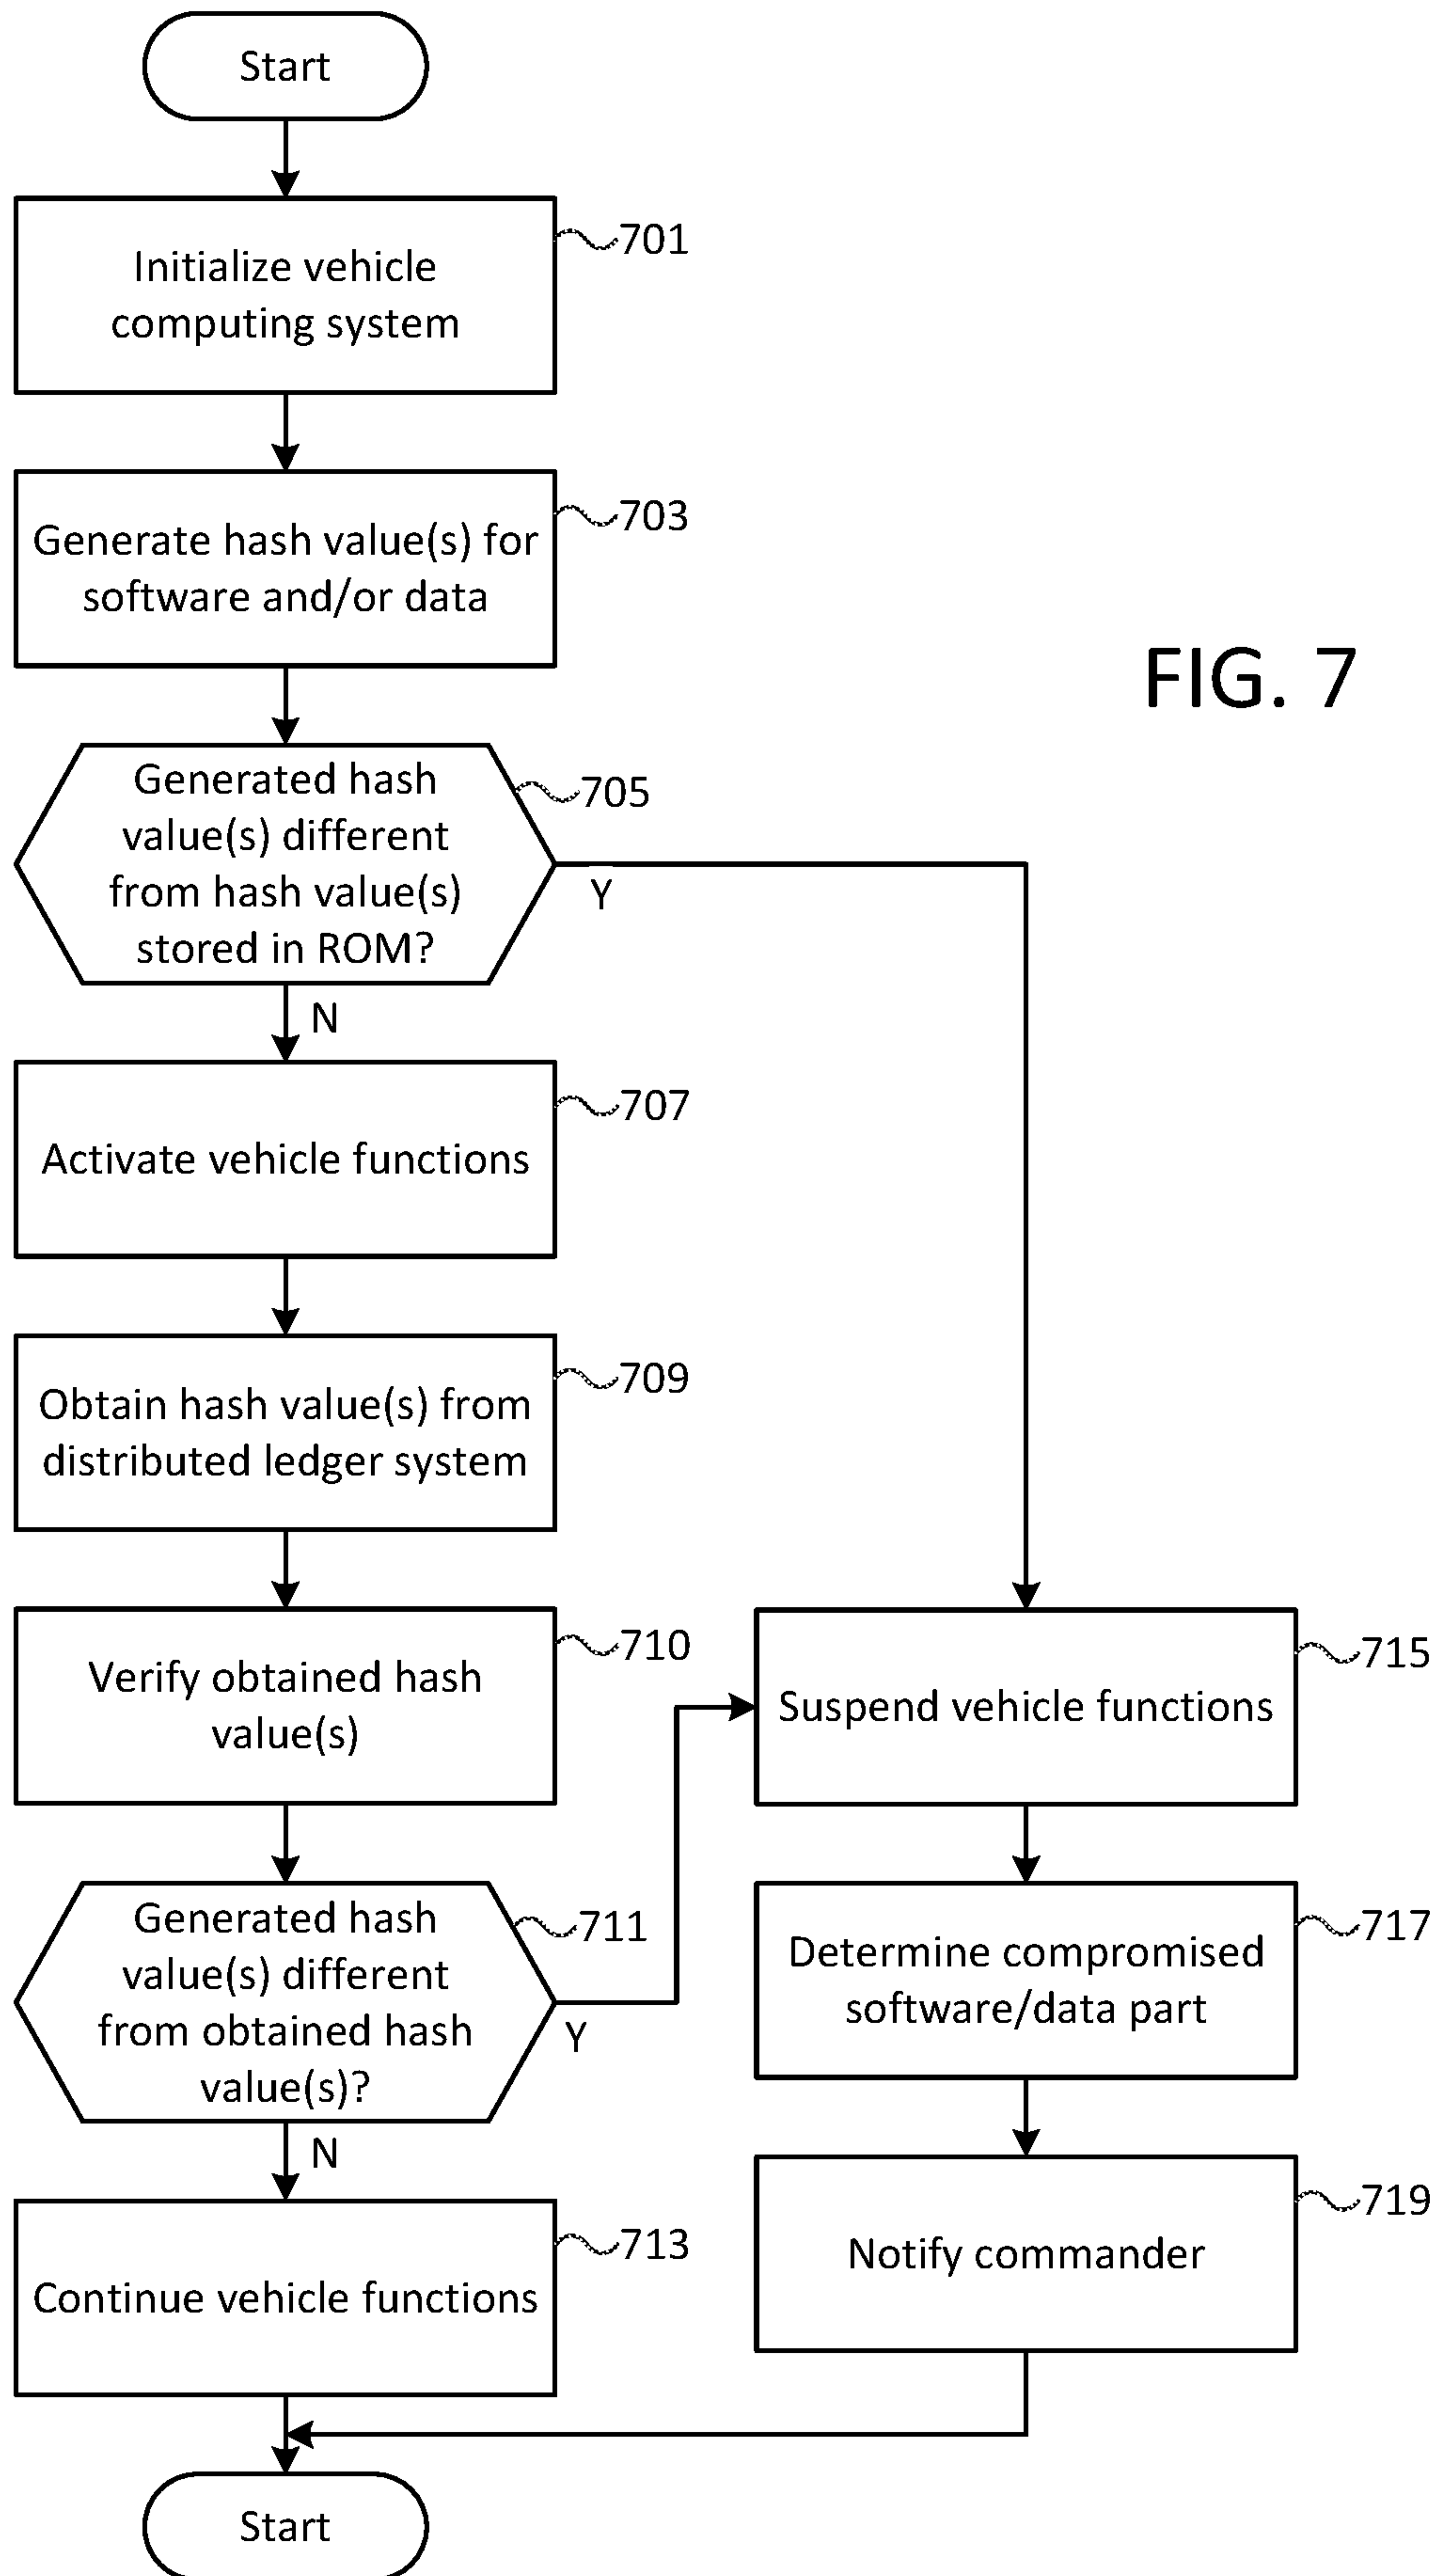 Start
Initialize vehicle
computing system
701
Generate hash value(s) for
software and/or data
703
FIG. 7
Generated hash
value(s) different
from hash value(s)
stored in ROM?
705
Y
N
Activate vehicle functions
707
Obtain hash value(s) from
distributed ledger system
709
Verify obtained hash
value(s)
710
Suspend vehicle functions
715
Generated hash
value(s) different
from obtained hash
value(s)?
711
Y
N
Determine compromised
software/data part
717
Continue vehicle functions
713
Notify commander
719
Start